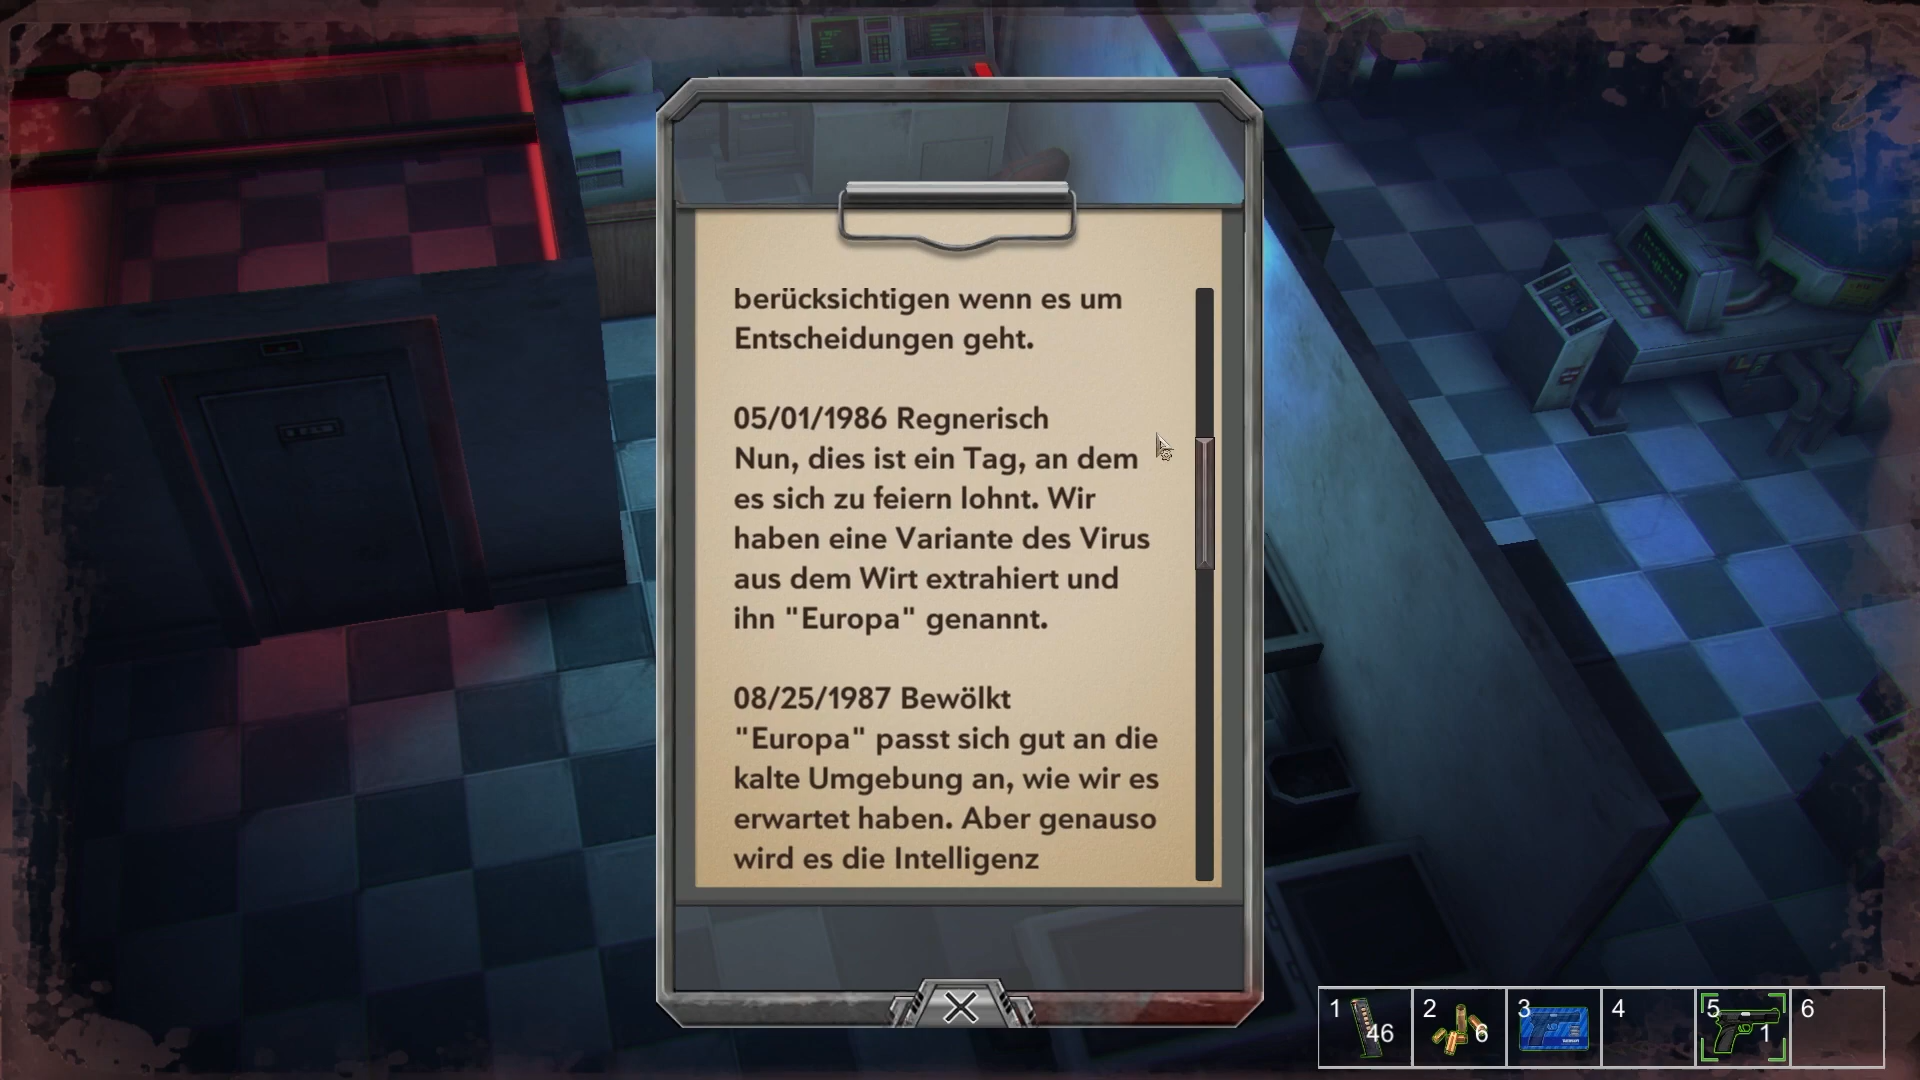 berücksichtigen wenn es um
Entscheidungen geht.
05/01/1986 Regnerisch
Nun, dies ist ein Tag, an dem
es sich zu feiern lohnt. Wir
haben eine Variante des Virus
aus dem Wirt extrahiert und
ihn "Europa" genannt.
08/25/1987 Bewölkt
"Europa" passt sich gut an die
kalte Umgebung an, wie wir es
erwartet haben. Aber genauso
wird es die Intelligenz
1 46
2 6
3
4
5 1
6